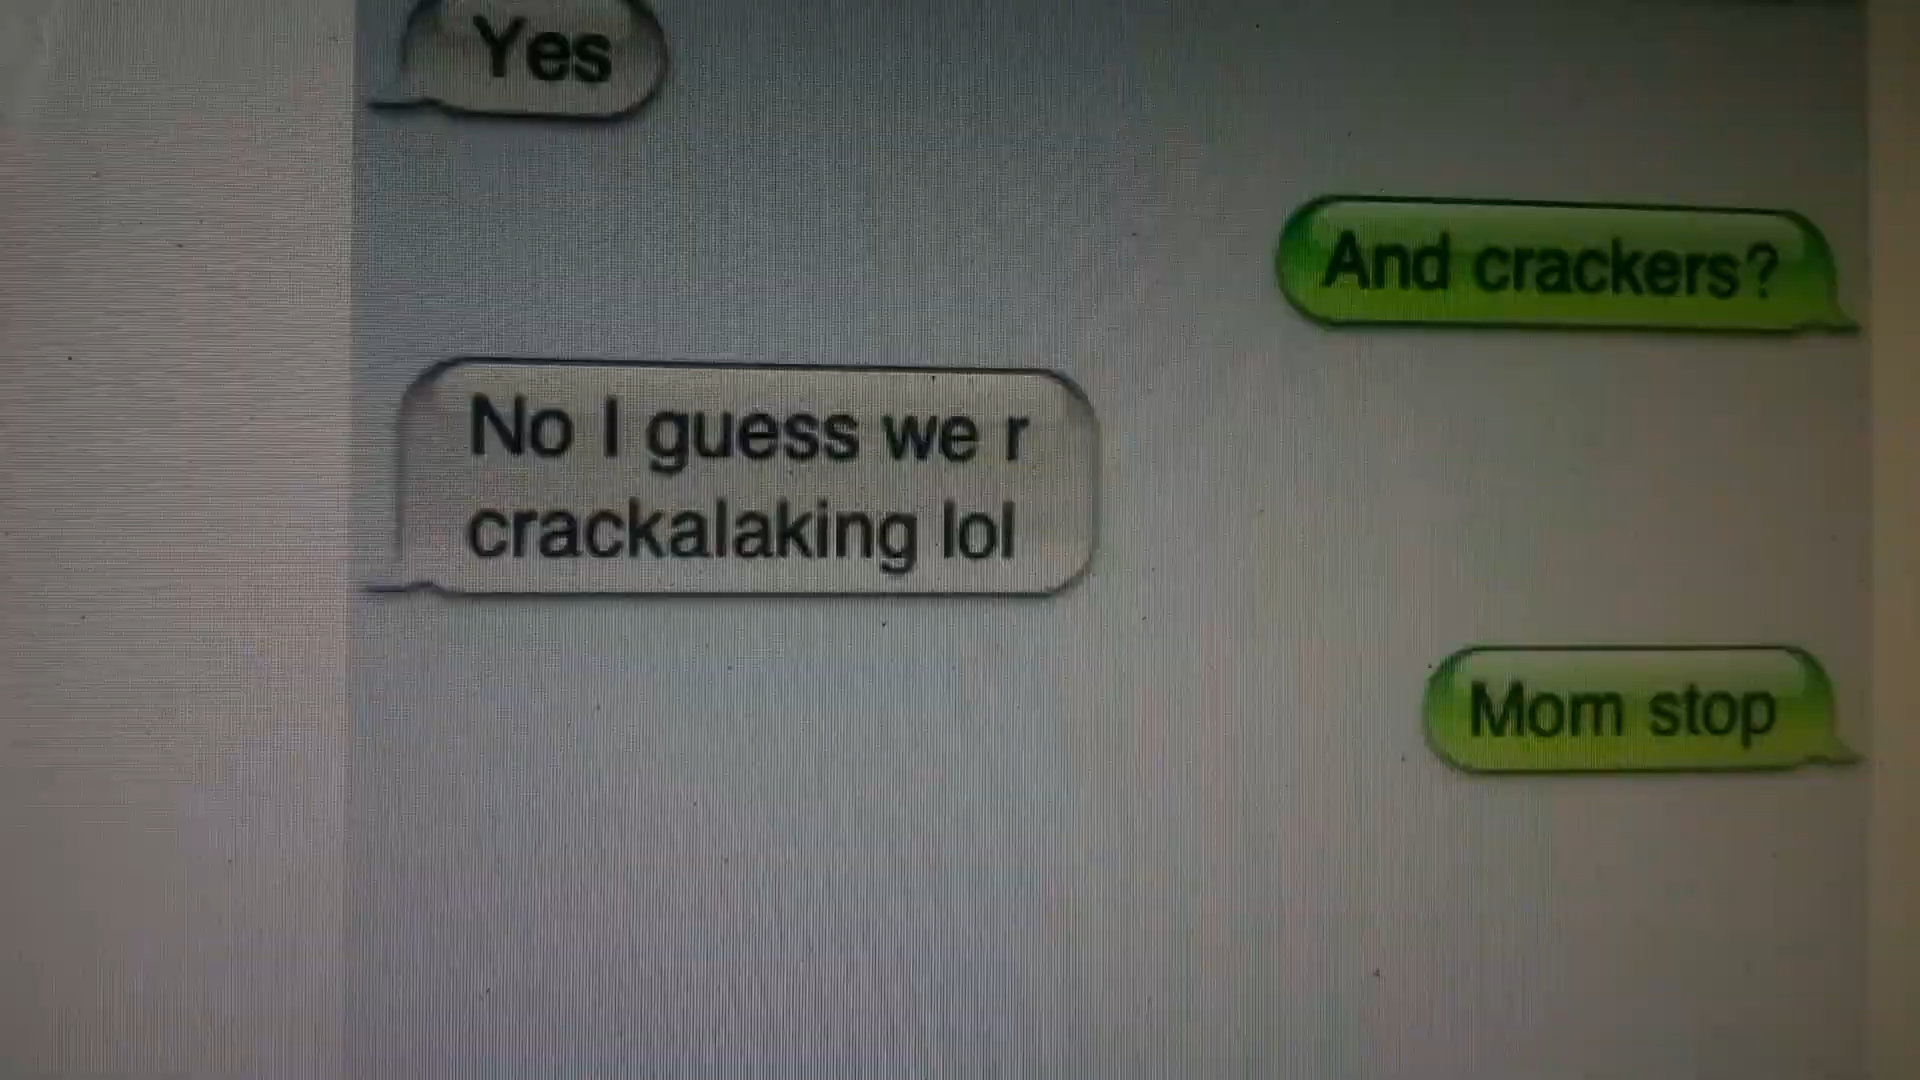 Yes
And crackers?
No I guess we r
crackalaking lol
Mom stop